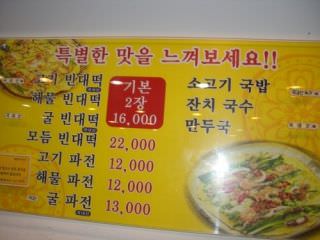 특별한 맛을 느껴보세요!!
고기 빈대떡
해물 빈대떡
굴 빈대떡
기본
2장
16,000
모듬 빈대떡 22,000
고기 파전 12,000
해물 파전 12,000
굴 파전 13,000
소고기 국밥
잔치 국수
만두국